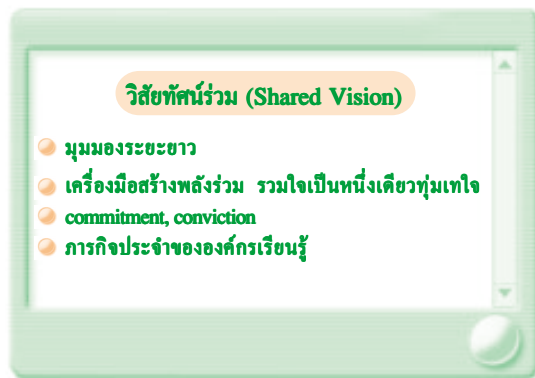 วิสัยทัศน์ร่วม (Shared Vision)
มุมมองระยะยาว
เครื่องมือสร้างพลังร่วม รวมใจเป็นหนึ่งเดียวทุ่มเทใจ
commitment, conviction
ภารกิจประจำขององค์กรเรียนรู้